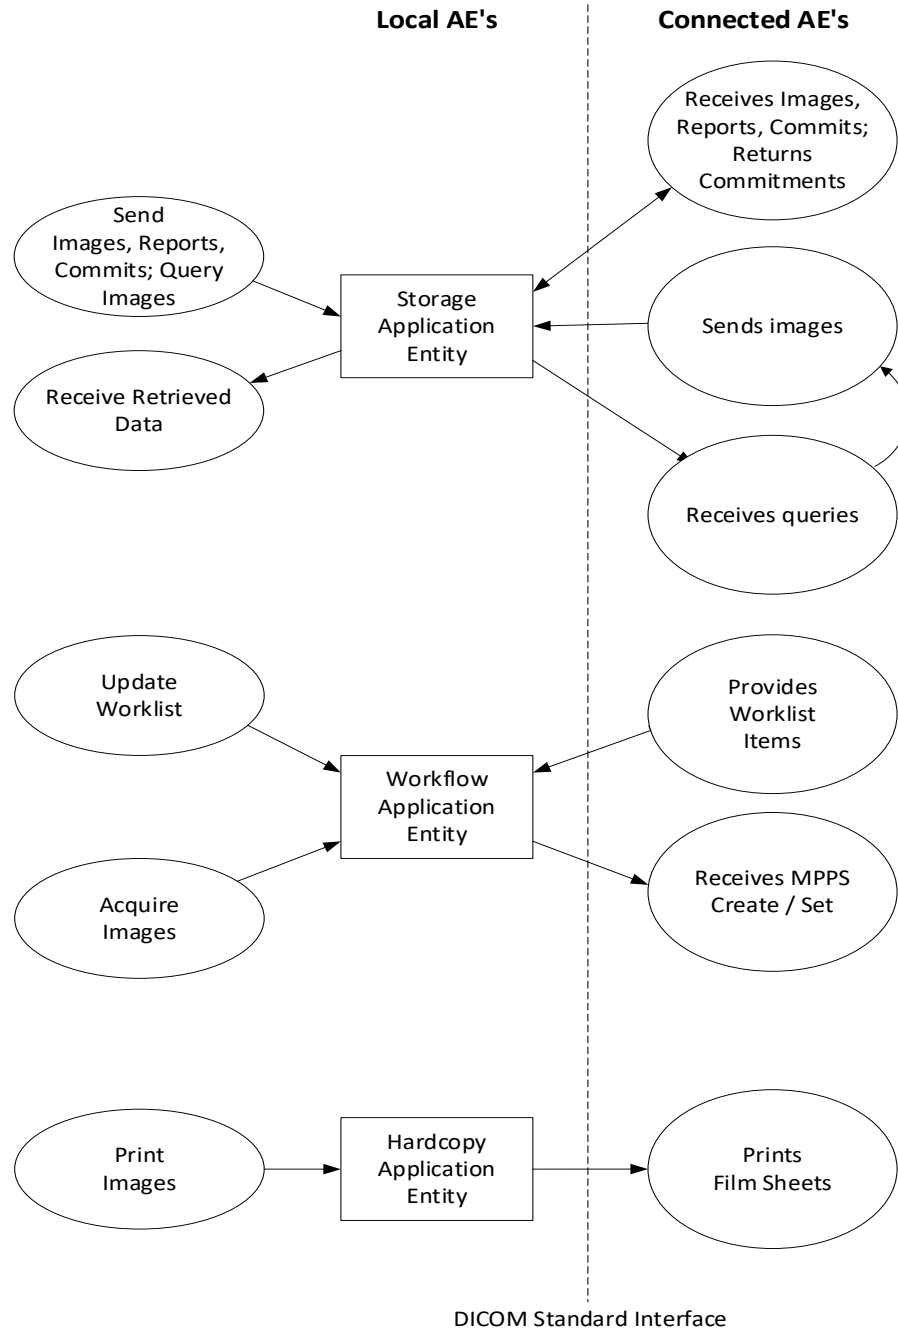 Local AE's
Connected AE's
Receives Images,
Reports, Commits;
Returns
Commitments
Send
Images, Reports,
Commits; Query
Images
Storage
Application
Entity
Sends images
Receive Retrieved
Data
Receives queries
Update
Worklist
Provides
Worklist
Items
Workflow
Application
Entity
Acquire
Images
Receives MPPS
Create / Set
Print
Images
Hardcopy
Application
Entity
Prints
Film Sheets
DICOM Standard Interface